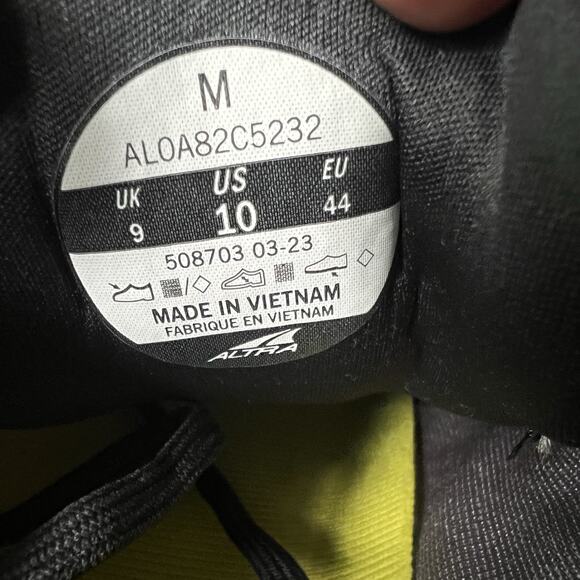 M
AL0A82C5232
UK US EU
9 10 44
508703 03-23
MADE IN VIETNAM
FABRIQUE EN VIETNAM
ALTRA